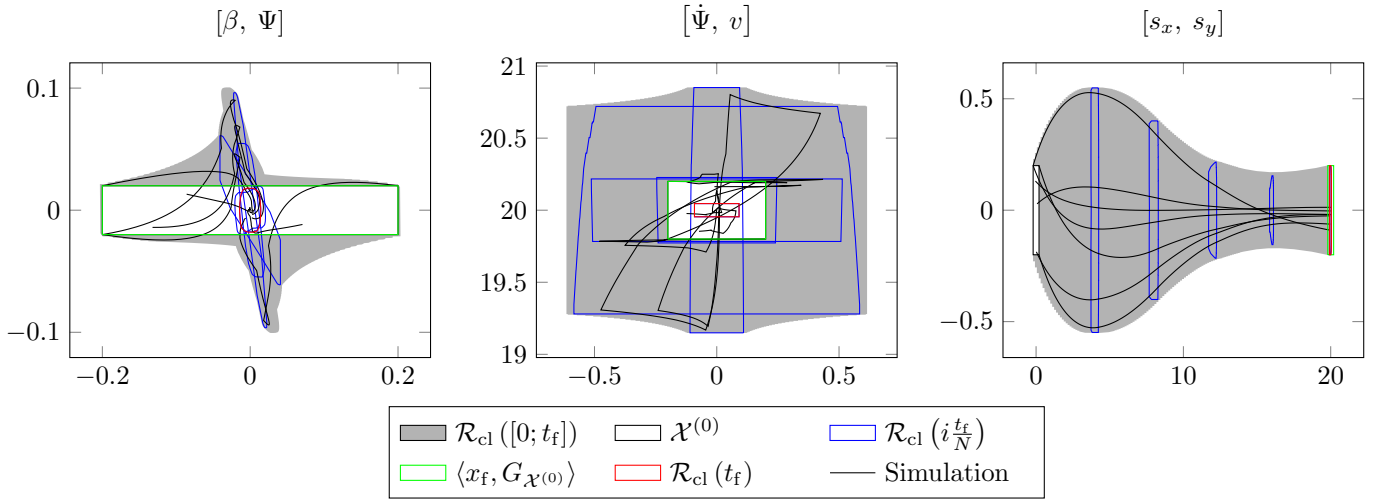 [β, Ψ]
[Ψ̇, v]
[s_x, s_y]
0.1
0
−0.1
−0.2 0 0.2
21
20.5
20
19.5
19
−0.5 0 0.5
0.5
0
−0.5
0 10 20
ℛ_cl ([0; t_f]) 𝒳^(0) ℛ_cl (i t_f/N)
⟨x_f, G_𝒳^(0)⟩ ℛ_cl (t_f) Simulation